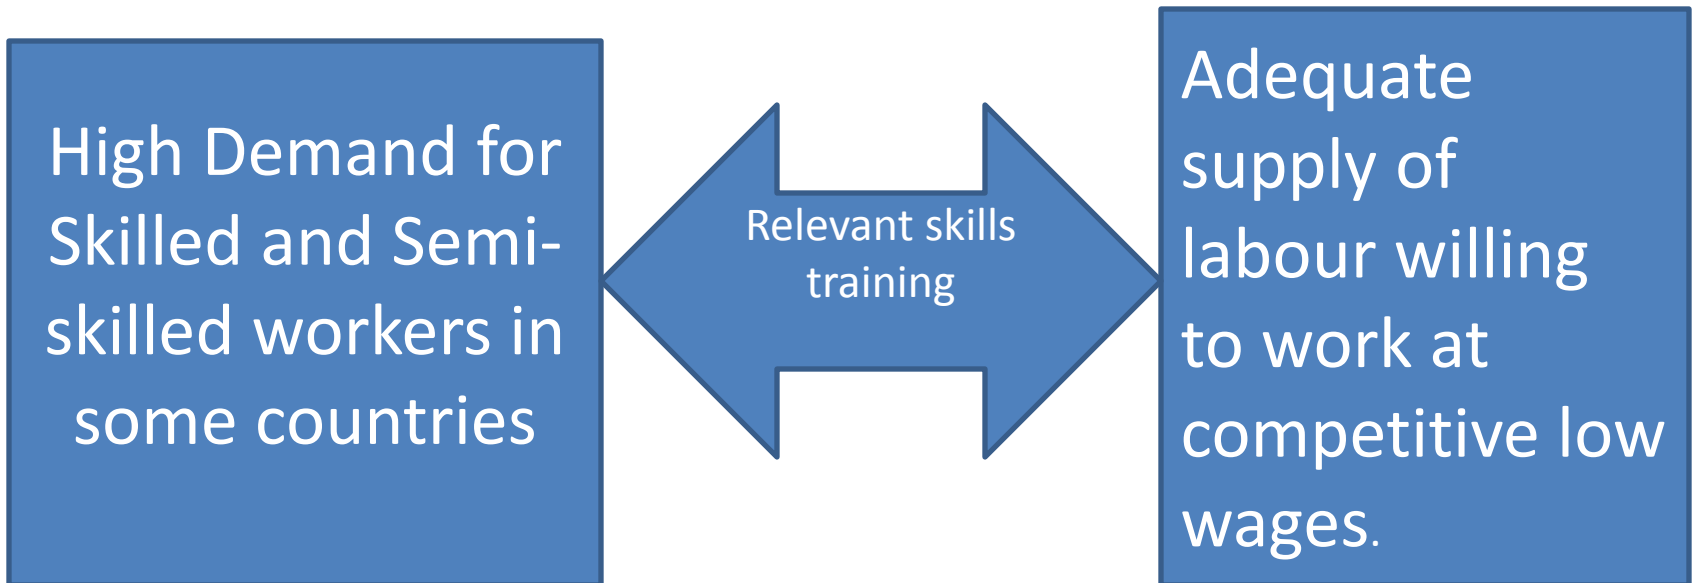 High Demand for
Skilled and Semi-
skilled workers in
some countries
Relevant skills
training
Adequate
supply of
labour willing
to work at
competitive low
wages.